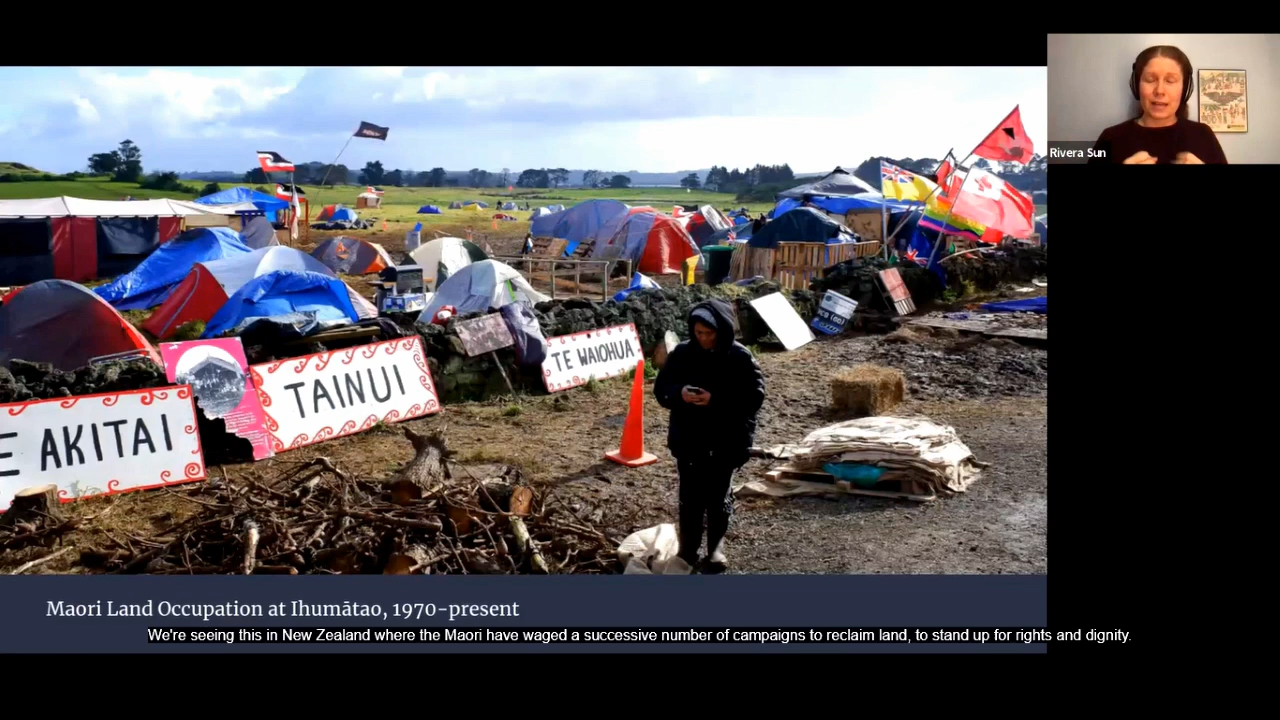 Rivera Sun
E AKITAI
TAINUI
TE WAIOHUA
Maori Land Occupation at Ihumātao, 1970-present
We're seeing this in New Zealand where the Maori have waged a successive number of campaigns to reclaim land, to stand up for rights and dignity.